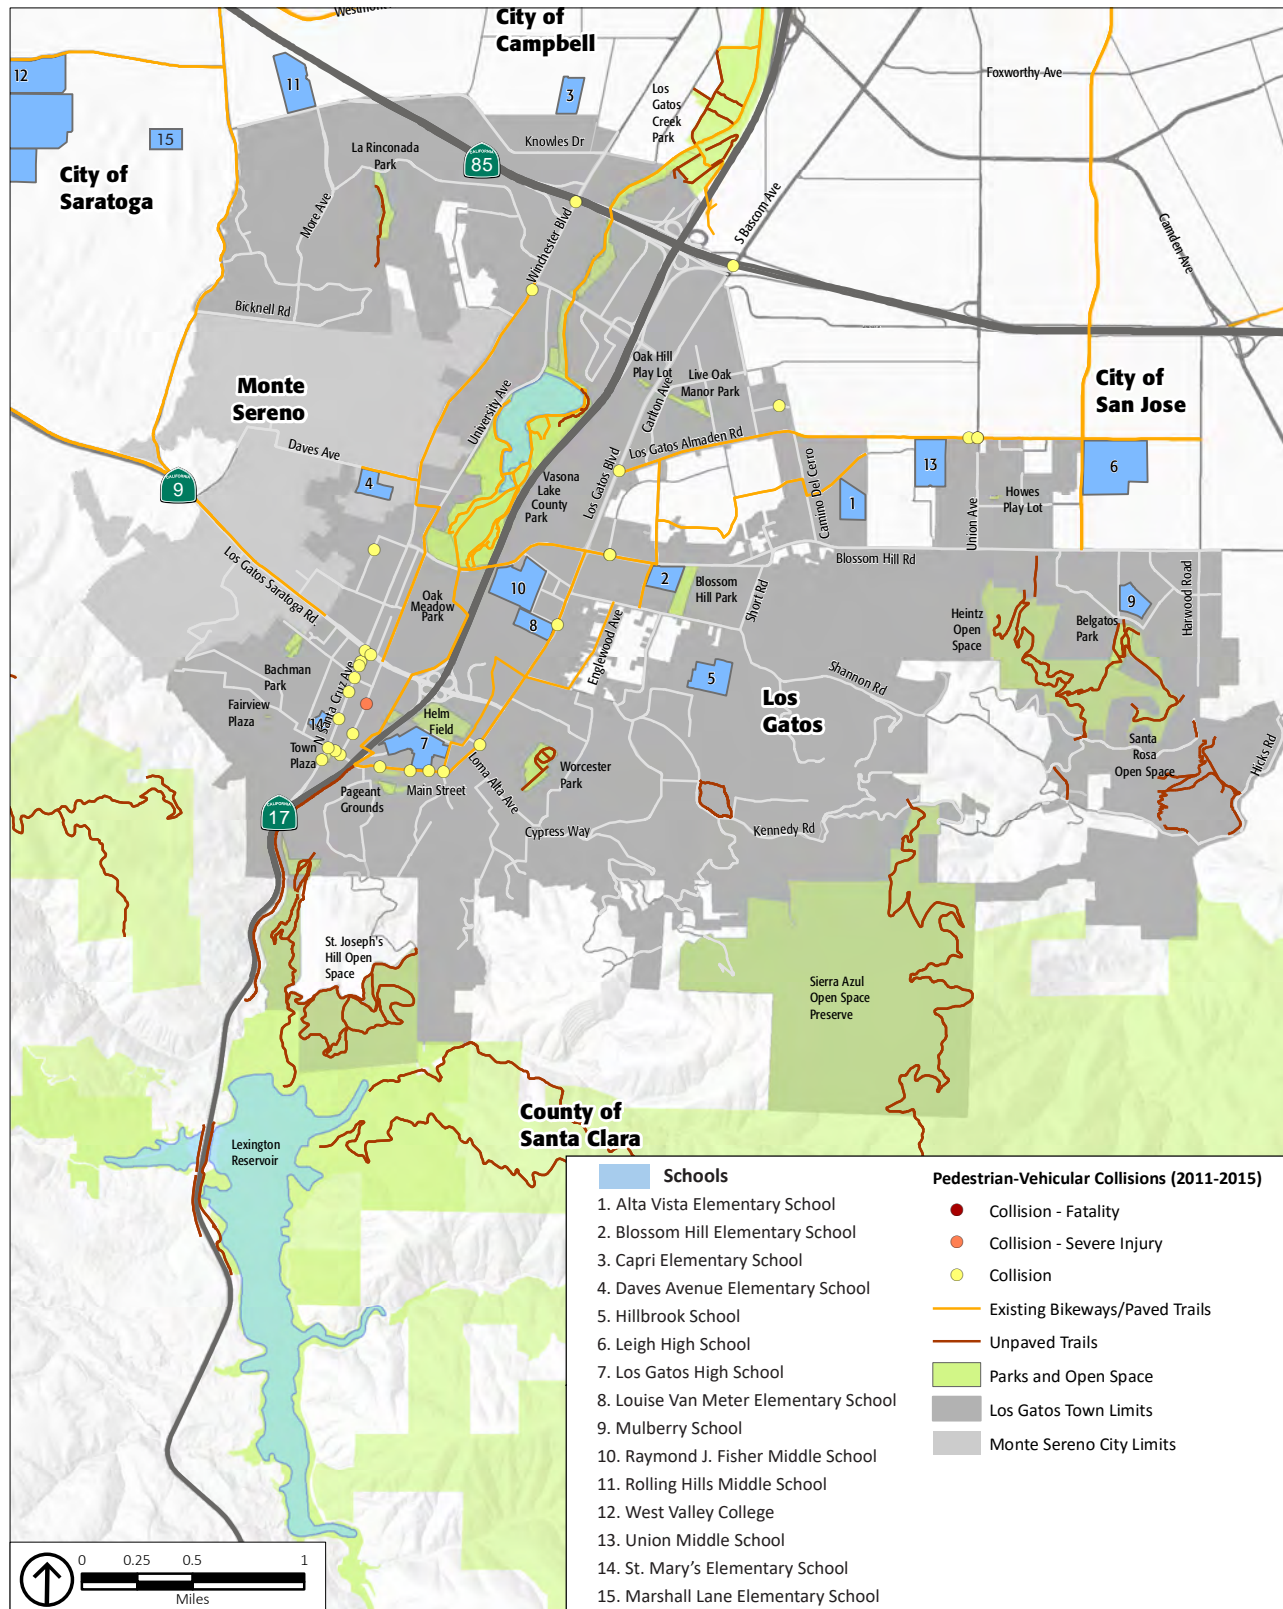 Westmont
City of
Campbell
12
11
3
Los
Gatos
Creek
Park
Foxworthy Ave
15
La Rinconada
Park
CALIFORNIA
85
Knowles Dr
City of
Saratoga
More Ave
Winchester Blvd
S Bascom Ave
Camden Ave
Bicknell Rd
Monte
Sereno
University Ave
Oak Hill
Play Lot
Carlton Ave
Live Oak
Manor Park
City of
San Jose
Daves Ave
Los Gatos Almaden Rd
CALIFORNIA
9
4
Vasona
Lake
County
Park
Los Gatos Blvd
Camino Del Cerro
1
13
Union Ave
Howes
Play Lot
6
Los Gatos Saratoga Rd.
Oak
Meadow
Park
10
2
Blossom
Hill Park
Short Rd
Blossom Hill Rd
8
Englewood Ave
Heintz
Open
Space
Belgatos
Park
9
Harwood Road
Bachman
Park
N Santa Cruz Ave
5
Shannon Rd
Fairview
Plaza
14
Los
Gatos
Helm
Field
7
Town
Plaza
Loma Alta Ave
Worcester
Park
Santa
Rosa
Open Space
Hicks Rd
Pageant
Grounds
Main Street
CALIFORNIA
17
Cypress Way
Kennedy Rd
St. Joseph's
Hill Open
Space
Sierra Azul
Open Space
Preserve
County of
Santa Clara
Lexington
Reservoir
Schools
1. Alta Vista Elementary School
2. Blossom Hill Elementary School
3. Capri Elementary School
4. Daves Avenue Elementary School
5. Hillbrook School
6. Leigh High School
7. Los Gatos High School
8. Louise Van Meter Elementary School
9. Mulberry School
10. Raymond J. Fisher Middle School
11. Rolling Hills Middle School
12. West Valley College
13. Union Middle School
14. St. Mary’s Elementary School
15. Marshall Lane Elementary School
Pedestrian-Vehicular Collisions (2011-2015)
Collision - Fatality
Collision - Severe Injury
Collision
Existing Bikeways/Paved Trails
Unpaved Trails
Parks and Open Space
Los Gatos Town Limits
Monte Sereno City Limits
0 0.25 0.5 1
Miles